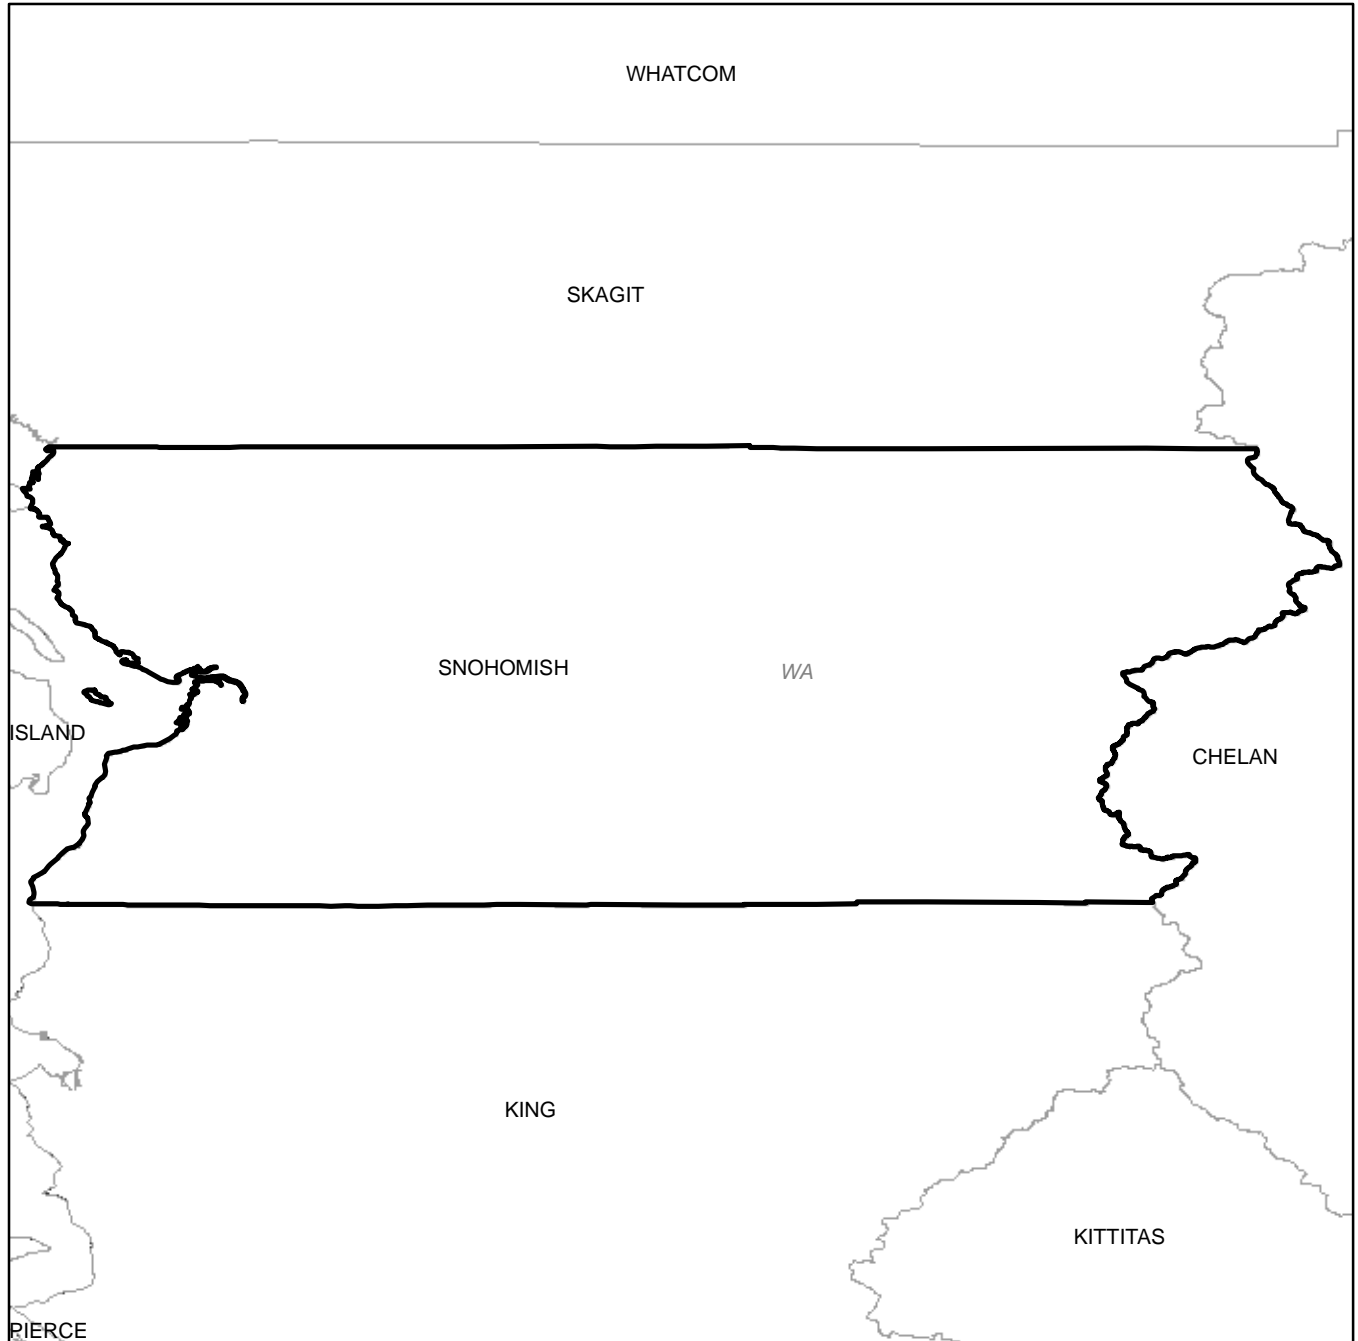 WHATCOM
SKAGIT
SNOHOMISH
WA
ISLAND
CHELAN
KING
KITTITAS
PIERCE